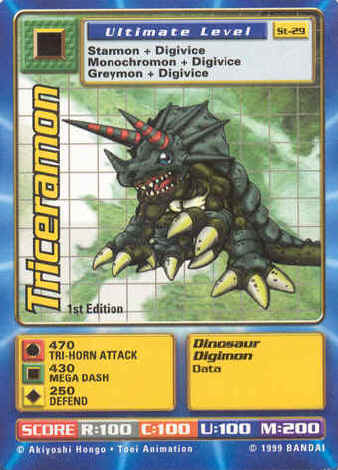 Ultimate Level
St-29
Starmon + Digivice
Monochromon + Digivice
Greymon + Digivice
Triceramon
1st Edition
470
TRI-HORN ATTACK
430
MEGA DASH
250
DEFEND
Dinosaur
Digimon
Data
SCORE R:100 C:100 U:100 M:200
© Akiyoshi Hongo • Toei Animation © 1999 BANDAI